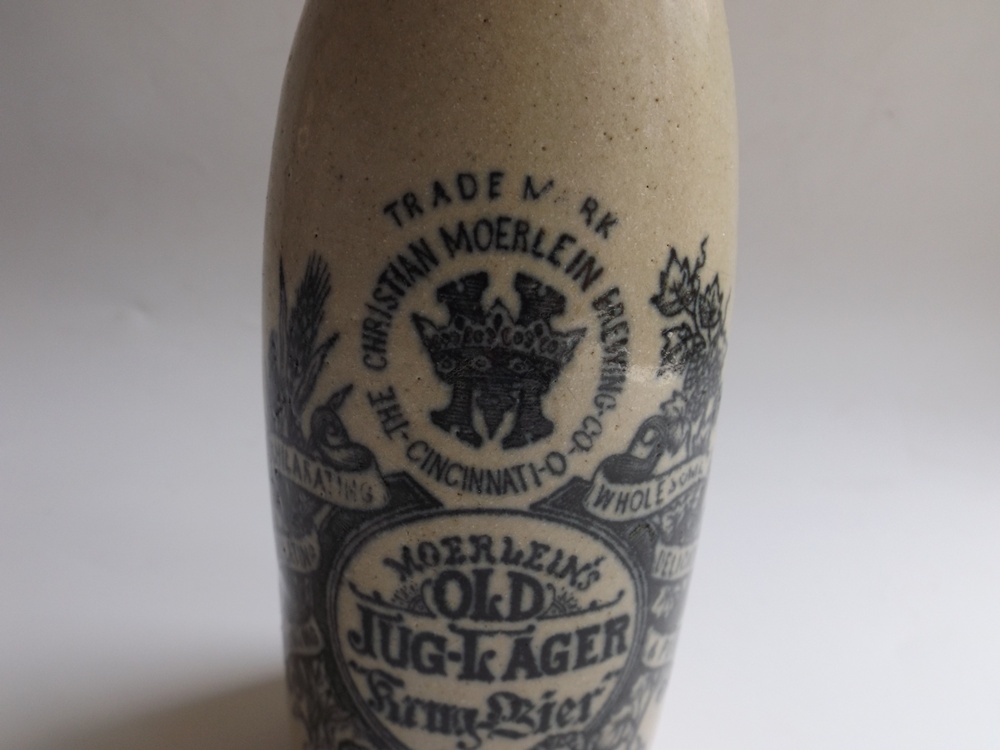 TRADE M RK
THE CHRISTIAN MOERLEIN BREWING-CO-
-CINCINNATI-O-
WHOLESOME
MOERLEIN'S
OLD
JUG-LAGER
Krug-Bier